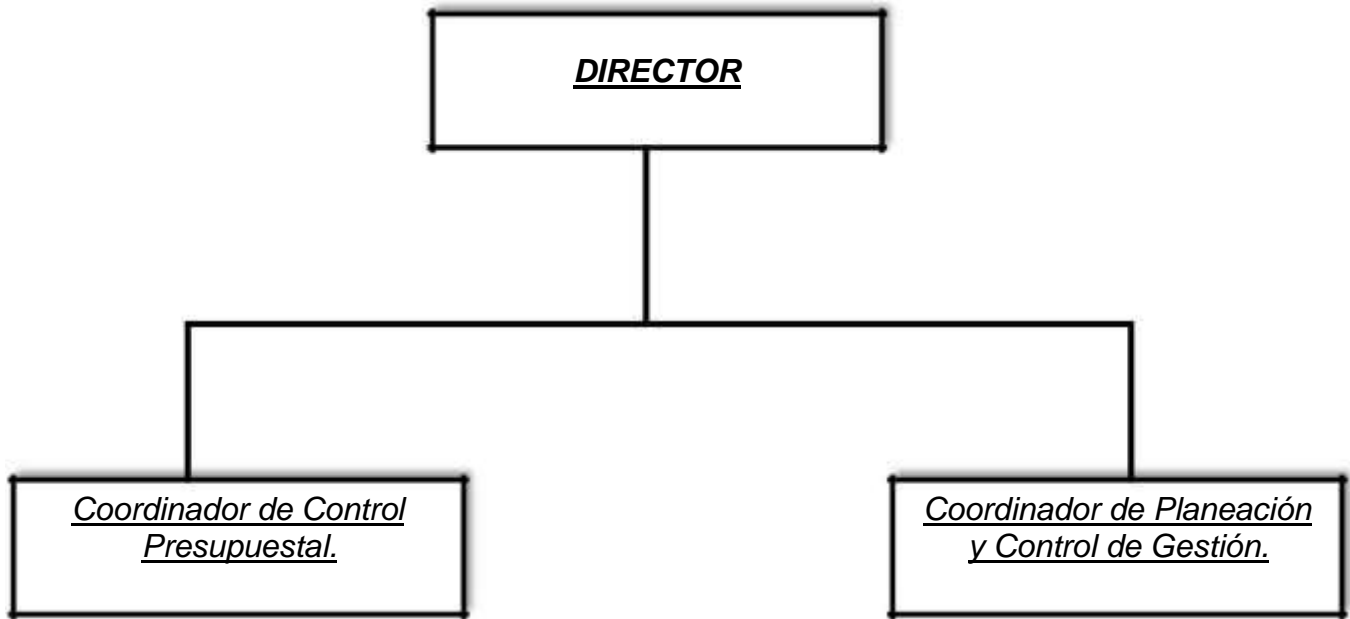 DIRECTOR
Coordinador de Control
Presupuestal.
Coordinador de Planeación
y Control de Gestión.